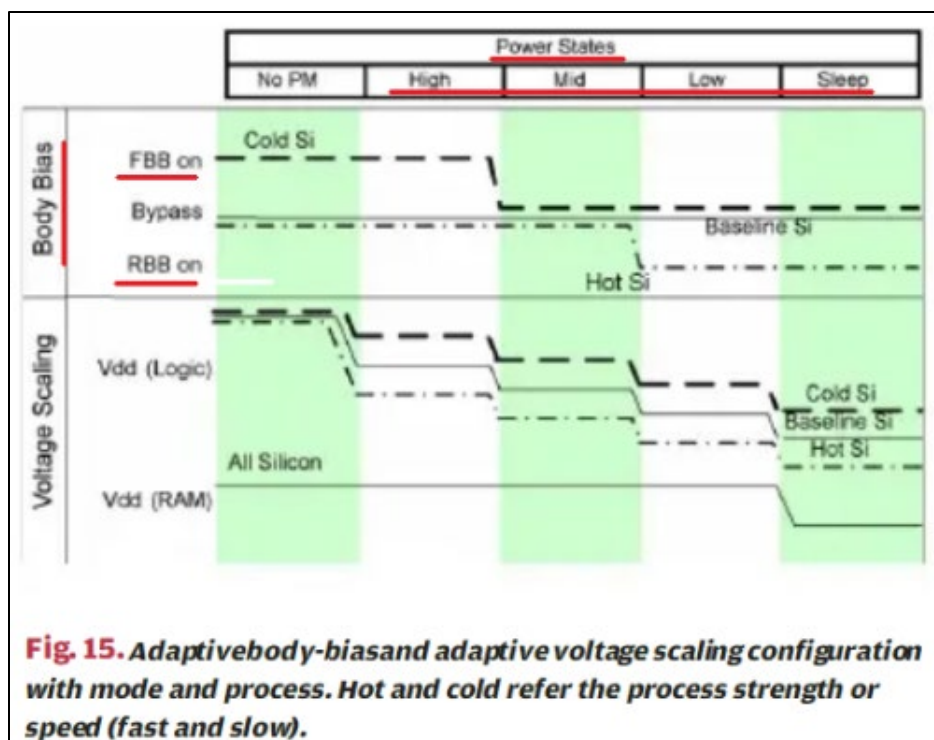 Power States
No PM High Mid Low Sleep
Body Bias
FBB on
Cold Si
Bypass
Baseline Si
RBB on
Hot Si
Voltage Scaling
Vdd (Logic)
Cold Si
Baseline Si
Hot Si
All Silicon
Vdd (RAM)
Fig. 15. Adaptivebody-biasand adaptive voltage scaling configuration
with mode and process. Hot and cold refer the process strength or
speed (fast and slow).